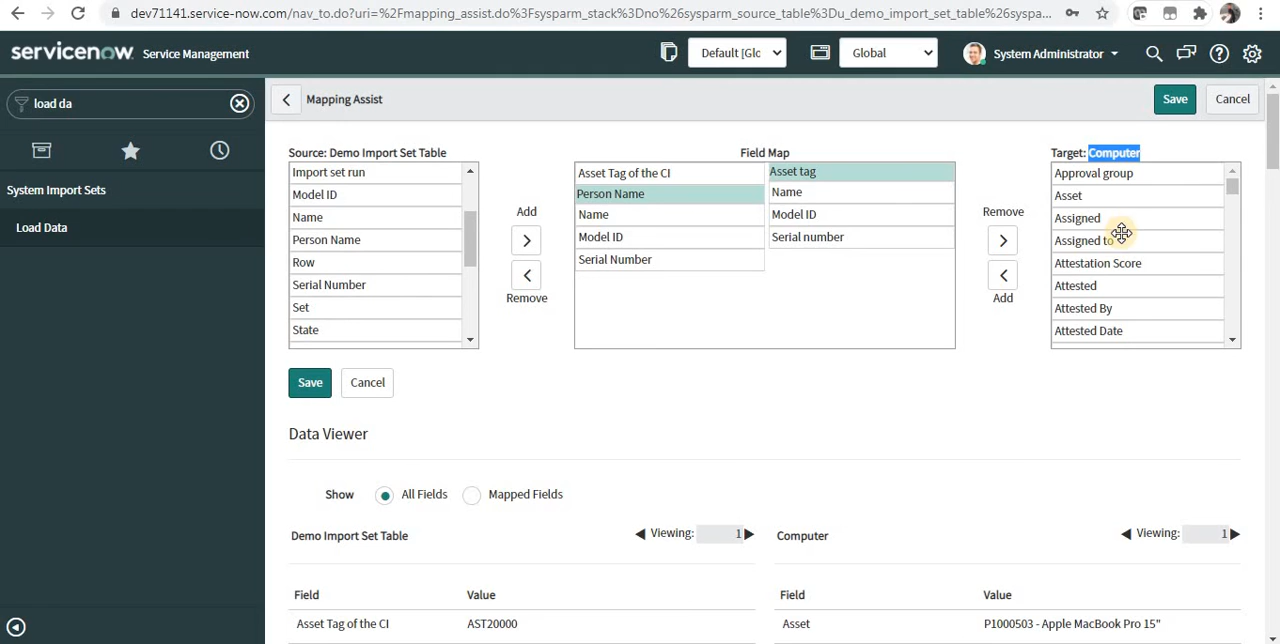 dev71141.service-now.com/nav_to.do?uri=%2Fmapping_assist.do%3Fsysparm_stack%3Dno%26sysparm_source_table%3Du_demo_import_set_table%26syspa...
servicenow Service Management
Default [Glc
Global
System Administrator
load da
Mapping Assist
Save
Cancel
System Import Sets
Load Data
Source: Demo Import Set Table
Import set run
Model ID
Name
Person Name
Row
Serial Number
Set
State
Add
Remove
Field Map
Asset Tag of the CI
Person Name
Name
Model ID
Serial Number
Asset tag
Name
Model ID
Serial number
Remove
Add
Target: Computer
Approval group
Asset
Assigned
Assigned to
Attestation Score
Attested
Attested By
Attested Date
Save
Cancel
Data Viewer
Show
All Fields
Mapped Fields
Demo Import Set Table
Viewing: 1
Computer
Viewing: 1
Field Value
Asset Tag of the CI AST20000
Field Value
Asset P1000503 - Apple MacBook Pro 15"